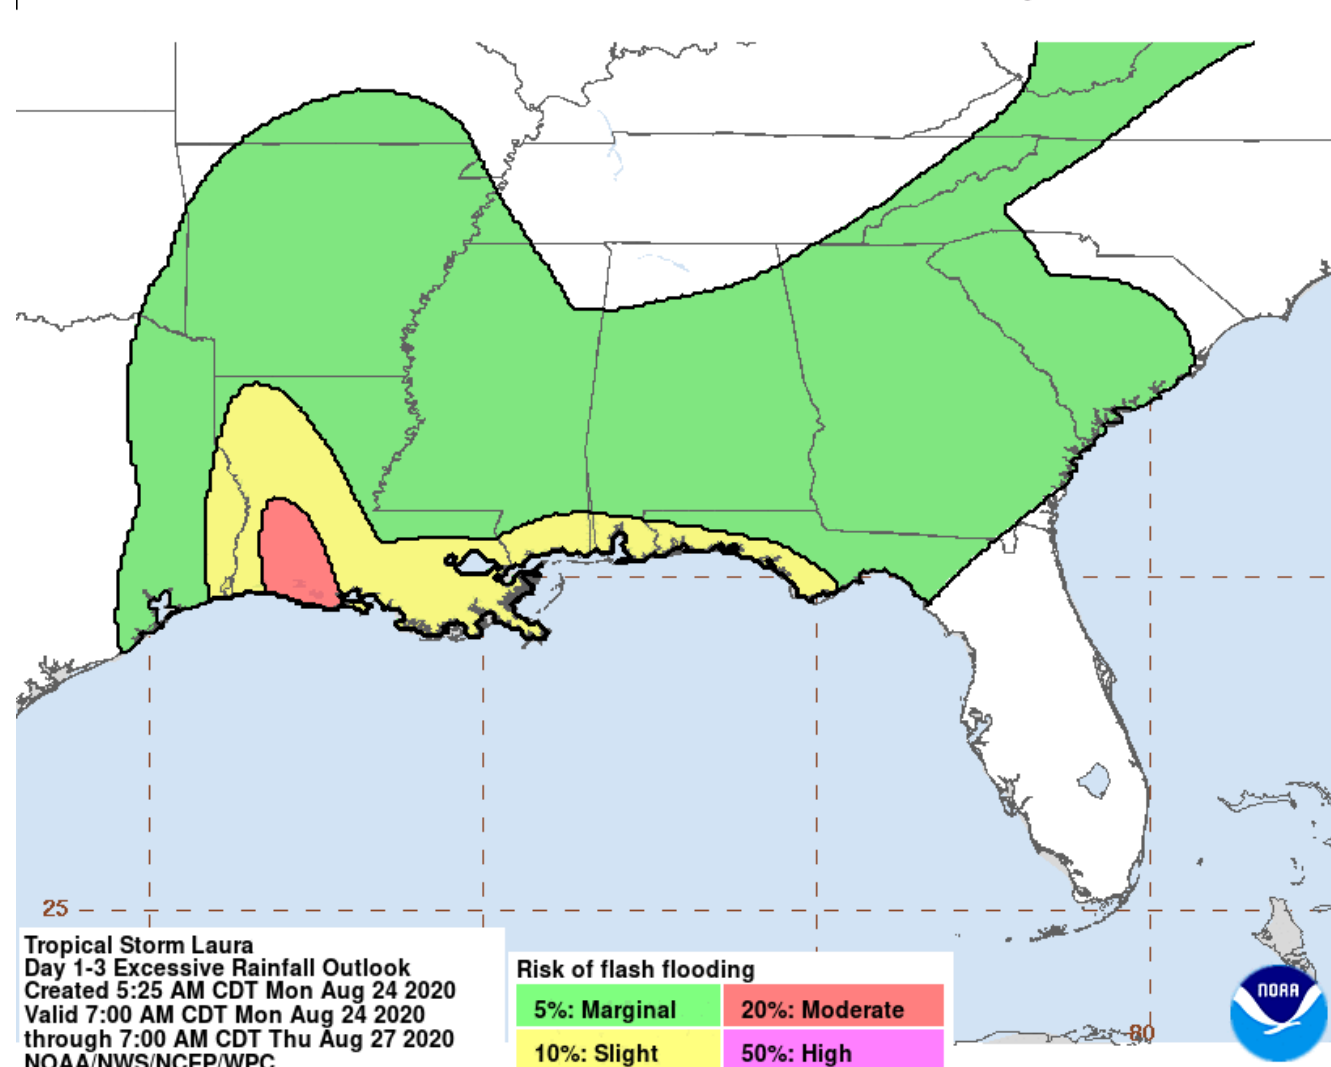 25
Tropical Storm Laura
Day 1-3 Excessive Rainfall Outlook
Created 5:25 AM CDT Mon Aug 24 2020
Valid 7:00 AM CDT Mon Aug 24 2020
through 7:00 AM CDT Thu Aug 27 2020
NOAA/NWS/NCEP/WPC
Risk of flash flooding
5%: Marginal
20%: Moderate
10%: Slight
50%: High
80
NOAA